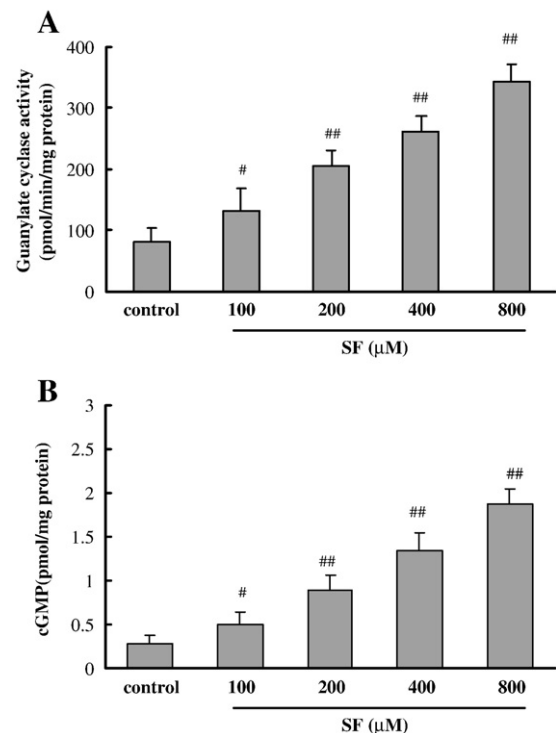 A
Guanylate cyclase activity
(pmol/min/mg protein)
400
300
200
100
0
#
##
##
##
control 100 200 400 800
SF (μM)
B
cGMP(pmol/mg protein)
3
2.5
2
1.5
1
0.5
0
#
##
##
##
control 100 200 400 800
SF (μM)